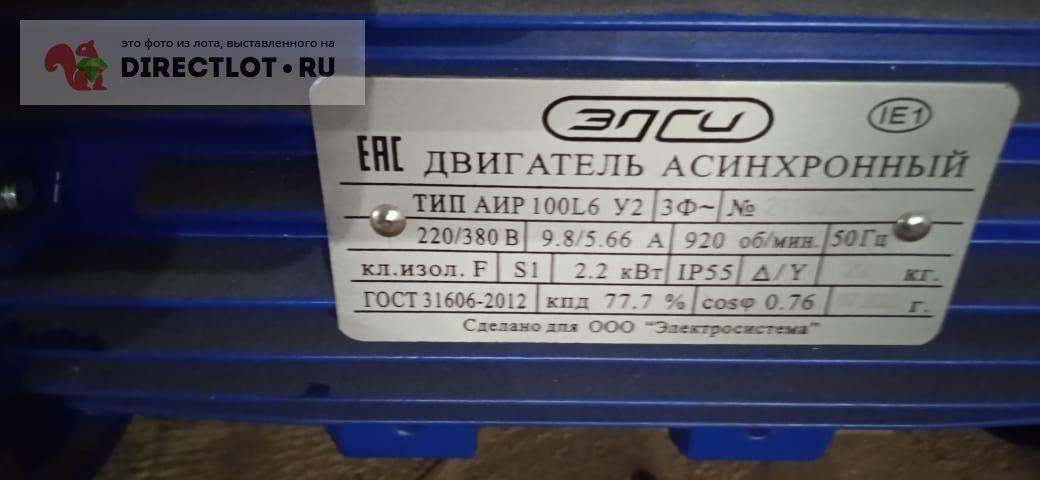 это фото из лота, выставленного на
DIRECTLOT•RU
ЭЛСИ
IE1
EAC ДВИГАТЕЛЬ АСИНХРОННЫЙ
ТИП АИР 100L6 У2 3Ф~ №
220/380 В 9.8/5.66 А 920 об/мин. 50Гц
кл.изол. F S1 2.2 кВт IP55 Δ/Y кг.
ГОСТ 31606-2012 кпд 77.7 % cosφ 0.76 г.
Сделано для ООО "Электросистема"